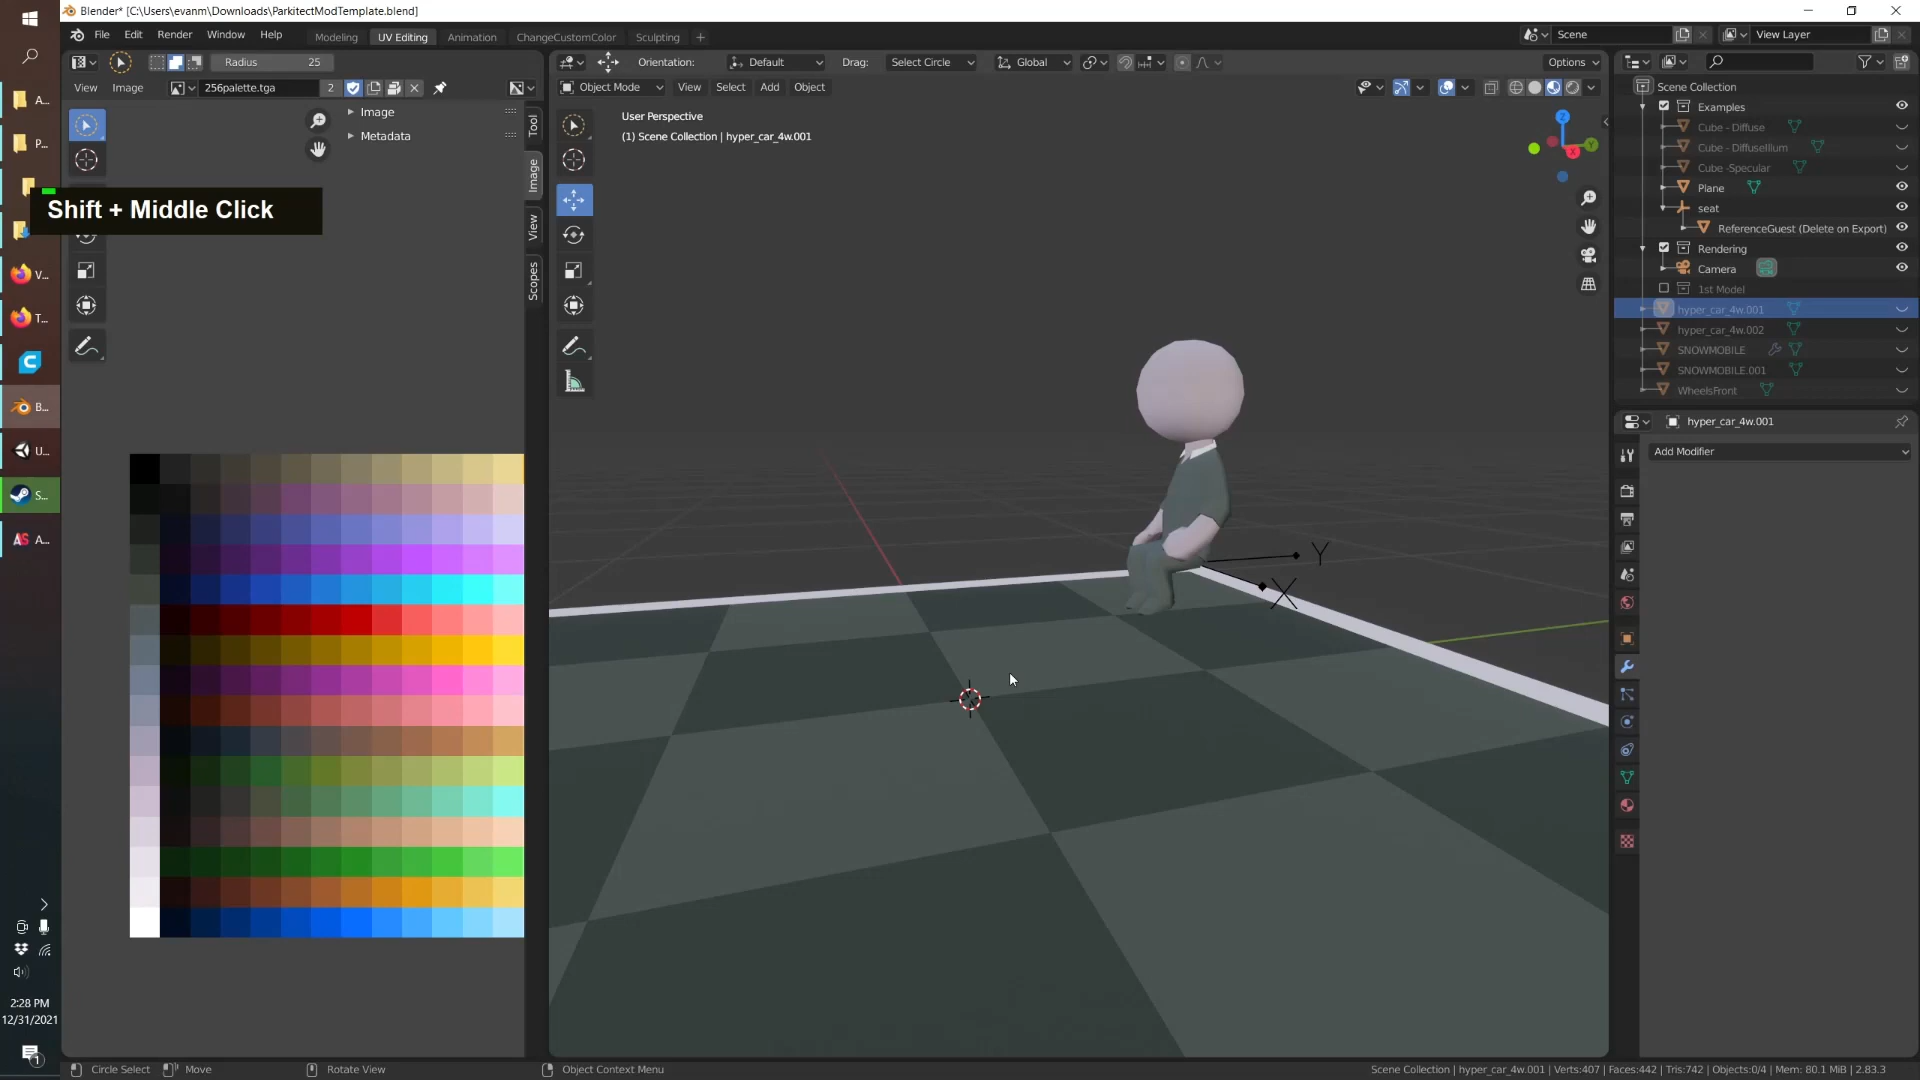 Blender* [C:\Users\evanm\Downloads\ParkitectModTemplate.blend]
File Edit Render Window Help
Modeling UV Editing Animation ChangeCustomColor Sculpting
Scene
View Layer
Radius 25
Orientation: Default Drag: Select Circle Global Options
View Image 256palette.tga 2
Object Mode View Select Add Object
Image
Metadata
Tool
Image
View
Scopes
User Perspective
(1) Scene Collection | hyper_car_4w.001
Shift + Middle Click
A...
P...
V...
T...
B...
U...
S...
A...
Y
X
Z
Y
X
Scene Collection
Examples
Cube - Diffuse
Cube - DiffuseIllum
Cube -Specular
Plane
seat
ReferenceGuest (Delete on Export)
Rendering
Camera
1st Model
hyper_car_4w.001
hyper_car_4w.002
SNOWMOBILE
SNOWMOBILE.001
WheelsFront
hyper_car_4w.001
Add Modifier
2:28 PM
12/31/2021
1
Circle Select Move Rotate View Object Context Menu
Scene Collection | hyper_car_4w.001 | Verts:407 | Faces:442 | Tris:742 | Objects:0/4 | Mem: 80.1 MiB | 2.83.3